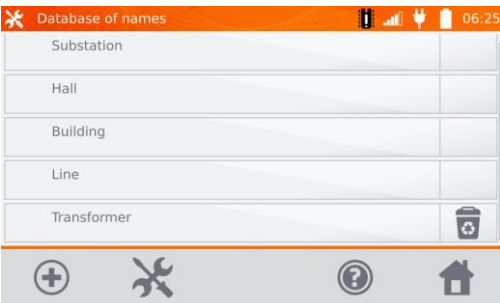 Database of names
06:25
Substation
Hall
Building
Line
Transformer